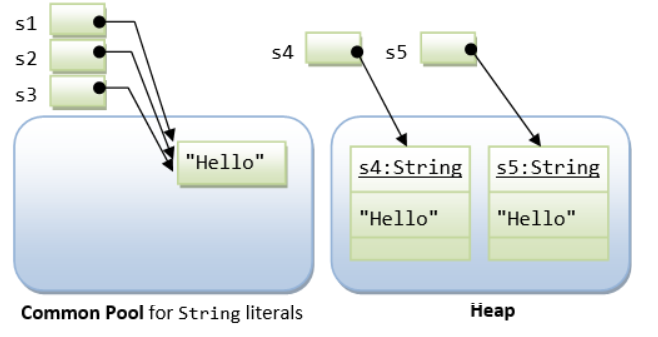 s1
s2
s3
s4
s5
"Hello"
s4:String
"Hello"
s5:String
"Hello"
Common Pool for String literals
Heap